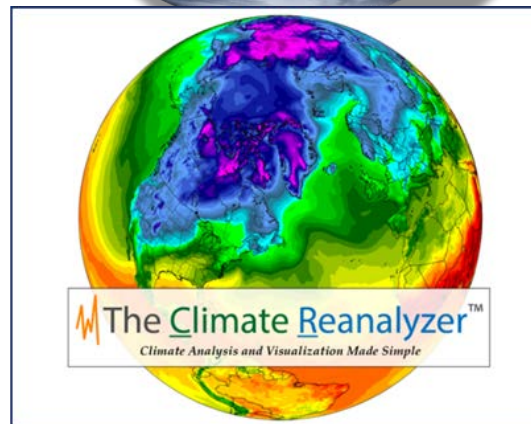 The Climate Reanalyzer™
Climate Analysis and Visualization Made Simple